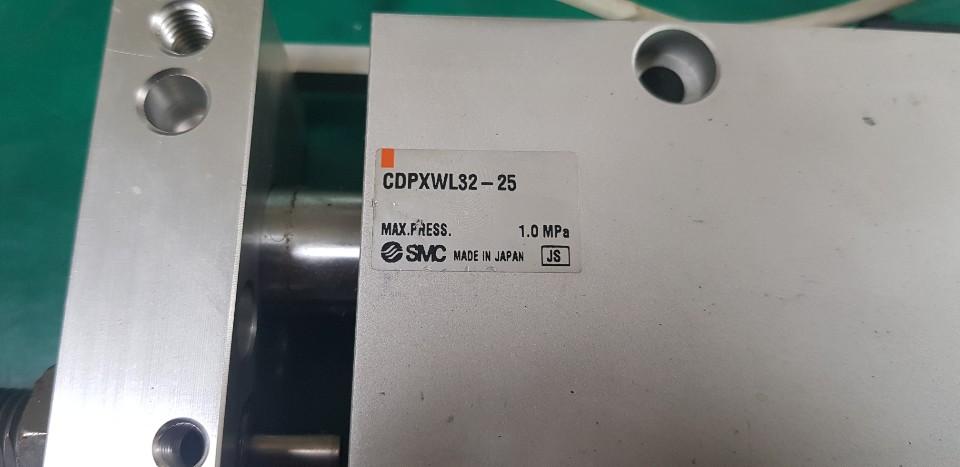 CDPXWL32-25
MAX.PRESS. 1.0 MPa
SMC MADE IN JAPAN JS